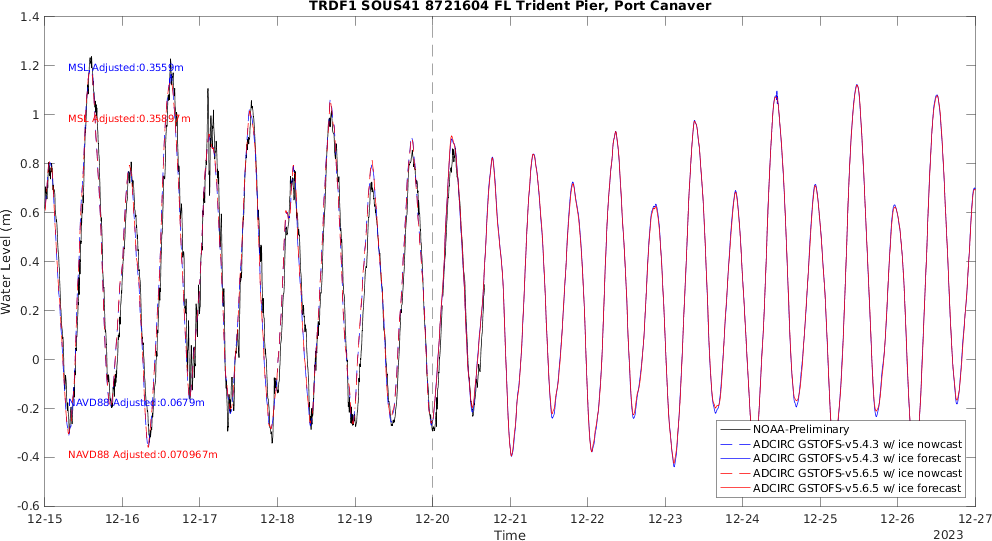 TRDF1 SOUS41 8721604 FL Trident Pier, Port Canaver
1.4
1.2
1
0.8
0.6
0.4
0.2
0
-0.2
-0.4
-0.6
Water Level (m)
MSL Adjusted:0.3559m
MSL Adjusted:0.35897m
NAVD88 Adjusted:0.0679m
NAVD88 Adjusted:0.070967m
NOAA-Preliminary
ADCIRC GSTOFS-v5.4.3 w/ ice nowcast
ADCIRC GSTOFS-v5.4.3 w/ ice forecast
ADCIRC GSTOFS-v5.6.5 w/ ice nowcast
ADCIRC GSTOFS-v5.6.5 w/ ice forecast
12-15 12-16 12-17 12-18 12-19 12-20 12-21 12-22 12-23 12-24 12-25 12-26 12-27
Time
2023